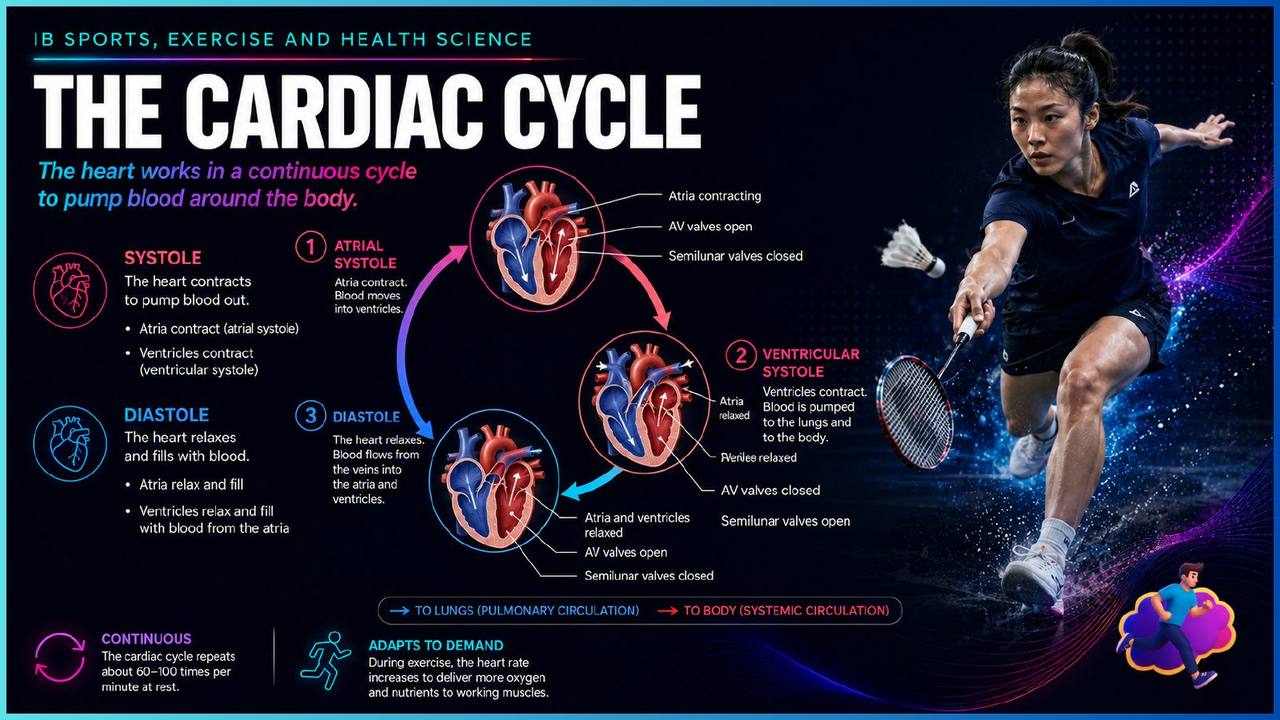 IB SPORTS, EXERCISE AND HEALTH SCIENCE
THE CARDIAC CYCLE
The heart works in a continuous cycle
to pump blood around the body.
SYSTOLE
The heart contracts
to pump blood out.
• Atria contract (atrial systole)
• Ventricles contract
(ventricular systole)
DIASTOLE
The heart relaxes
and fills with blood.
• Atria relax and fill
• Ventricles relax and fill
with blood from the atria
1
ATRIAL
SYSTOLE
Atria contract.
Blood moves
into ventricles.
Atria contracting
AV valves open
Semilunar valves closed
2
VENTRICULAR
SYSTOLE
Ventricles contract.
Blood is pumped
to the lungs and
to the body.
Atria
relaxed
relaxed
AV valves closed
Semilunar valves open
3
DIASTOLE
The heart relaxes.
Blood flows from
the veins into
the atria and
ventricles.
Atria and ventricles
relaxed
AV valves open
Semilunar valves closed
→ TO LUNGS (PULMONARY CIRCULATION) → TO BODY (SYSTEMIC CIRCULATION)
CONTINUOUS
The cardiac cycle repeats
about 60–100 times per
minute at rest.
ADAPTS TO DEMAND
During exercise, the heart rate
increases to deliver more oxygen
and nutrients to working muscles.